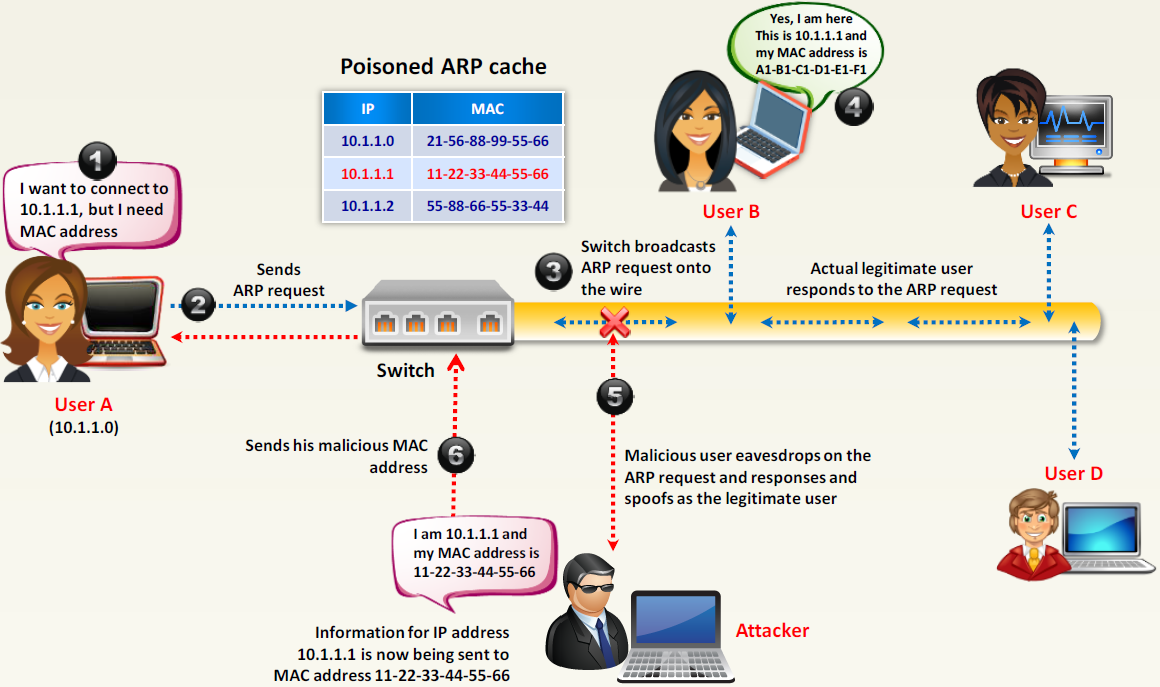 Poisoned ARP cache
IP MAC
10.1.1.0 21-56-88-99-55-66
10.1.1.1 11-22-33-44-55-66
10.1.1.2 55-88-66-55-33-44
1
I want to connect to
10.1.1.1, but I need
MAC address
User A
(10.1.1.0)
2
Sends
ARP request
Switch
3
Switch broadcasts
ARP request onto
the wire
Yes, I am here
This is 10.1.1.1 and
my MAC address is
A1-B1-C1-D1-E1-F1
4
User B
User C
Actual legitimate user
responds to the ARP request
User D
5
Malicious user eavesdrops on the
ARP request and responses and
spoofs as the legitimate user
Sends his malicious MAC
address
6
I am 10.1.1.1 and
my MAC address is
11-22-33-44-55-66
Information for IP address
10.1.1.1 is now being sent to
MAC address 11-22-33-44-55-66
Attacker